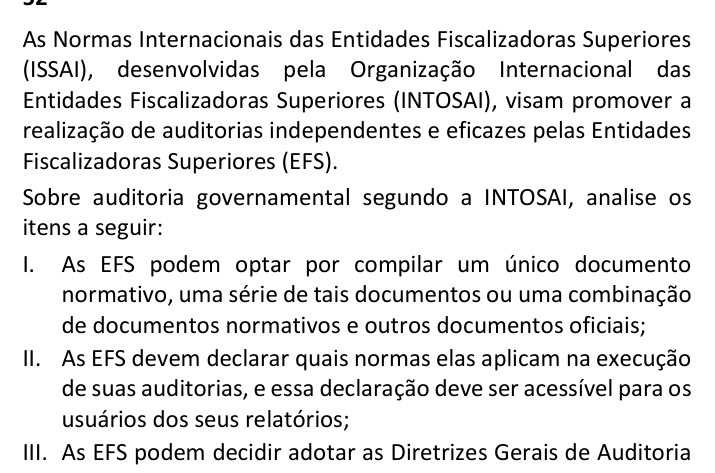 32
As Normas Internacionais das Entidades Fiscalizadoras Superiores
(ISSAI), desenvolvidas pela Organização Internacional das
Entidades Fiscalizadoras Superiores (INTOSAI), visam promover a
realização de auditorias independentes e eficazes pelas Entidades
Fiscalizadoras Superiores (EFS).
Sobre auditoria governamental segundo a INTOSAI, analise os
itens a seguir:
I. As EFS podem optar por compilar um único documento
normativo, uma série de tais documentos ou uma combinação
de documentos normativos e outros documentos oficiais;
II. As EFS devem declarar quais normas elas aplicam na execução
de suas auditorias, e essa declaração deve ser acessível para os
usuários dos seus relatórios;
III. As EFS podem decidir adotar as Diretrizes Gerais de Auditoria